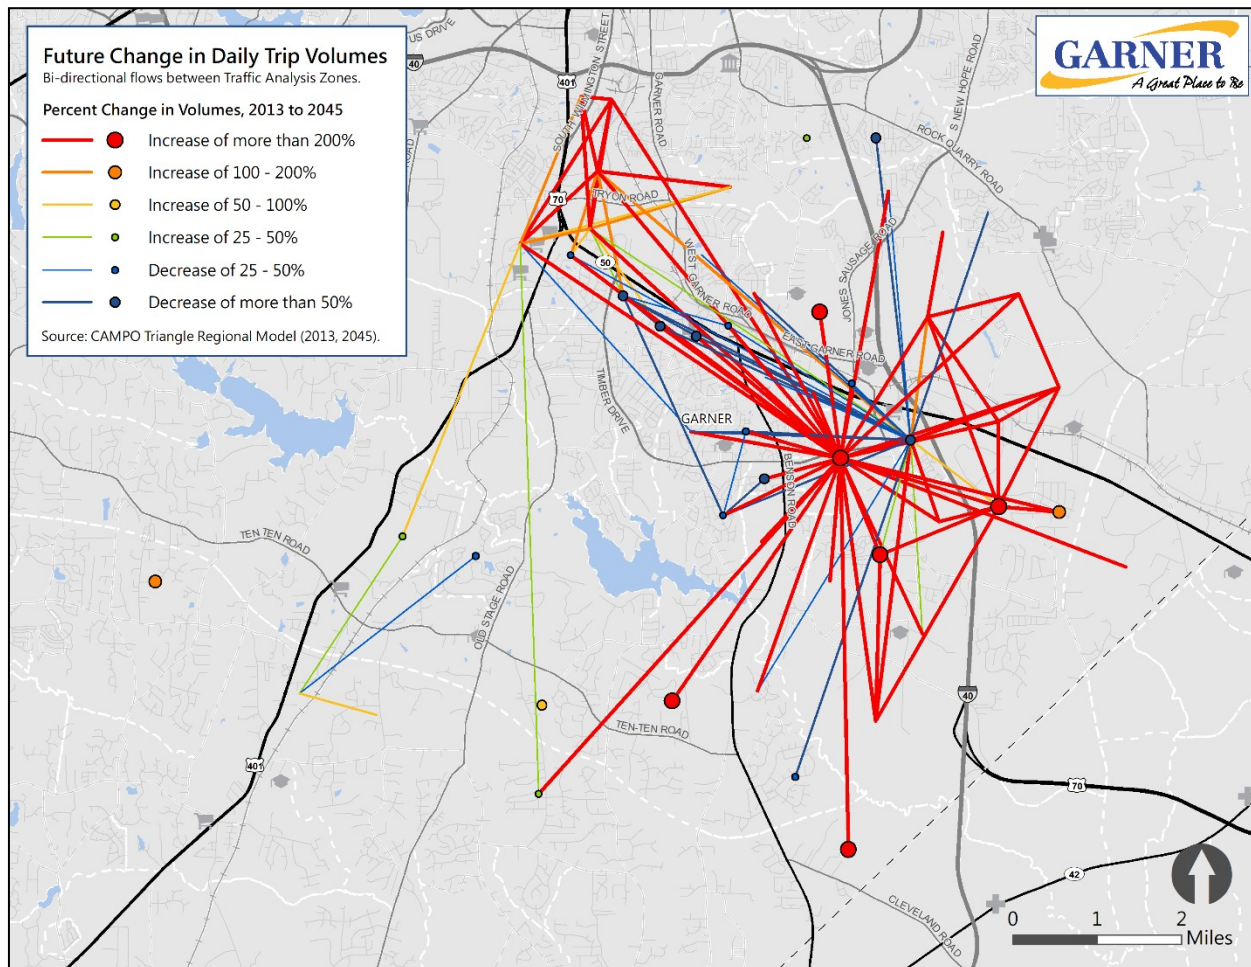 Future Change in Daily Trip Volumes
Bi-directional flows between Traffic Analysis Zones.
Percent Change in Volumes, 2013 to 2045
Increase of more than 200%
Increase of 100 - 200%
Increase of 50 - 100%
Increase of 25 - 50%
Decrease of 25 - 50%
Decrease of more than 50%
Source: CAMPO Triangle Regional Model (2013, 2045).
GARNER
A Great Place to Be
US DRIVE
40
401
SOUTH WILMINGTON STREET
GARNER ROAD
S NEW HOPE ROAD
ROCK QUARRY ROAD
ROAD
70
TRYON ROAD
50
WEST GARNER ROAD
JONES SAUSAGE ROAD
EAST GARNER ROAD
TIMBER DRIVE
GARNER
BENSON ROAD
TEN TEN ROAD
OLD STAGE ROAD
TEN-TEN ROAD
40
401
70
42
CLEVELAND ROAD
0 1 2
Miles